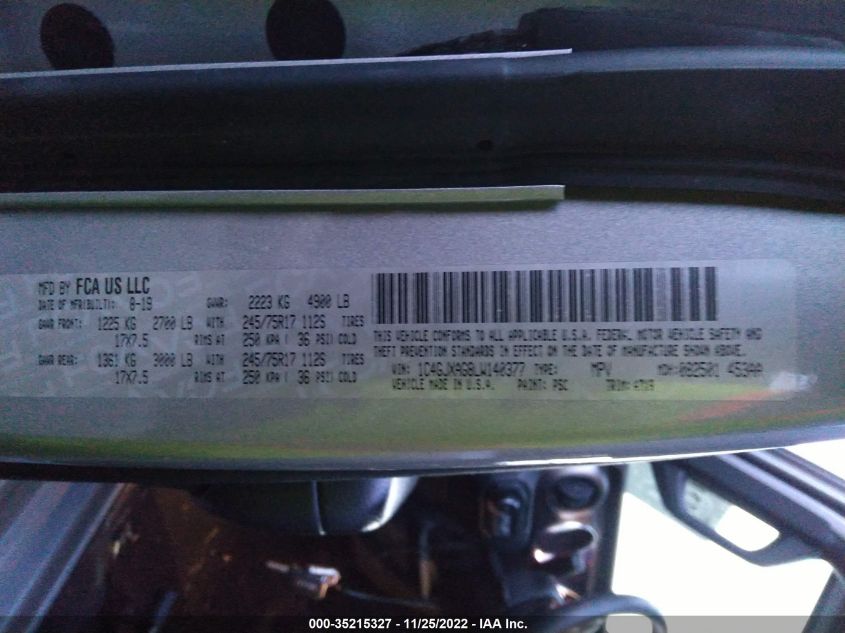 MFD BY FCA US LLC
DATE OF MFR(BUILT): 8-19 GVWR: 2223 KG 4900 LB
GAWR FRONT: 1225 KG 2700 LB WITH 245/75R17 112S TIRES
17X7.5 RIMS AT 250 KPA ( 36 PSI) COLD
GAWR REAR: 1361 KG 3000 LB WITH 245/75R17 112S TIRES
17X7.5 RIMS AT 250 KPA ( 36 PSI) COLD
THIS VEHICLE CONFORMS TO ALL APPLICABLE U.S.A. FEDERAL MOTOR VEHICLE SAFETY AND
THEFT PREVENTION STANDARDS IN EFFECT ON THE DATE OF MANUFACTURE SHOWN ABOVE.
VIN: 1C4GJXAG8LW140377 TYPE: MPV MDH: 082501 453AA
VEHICLE MADE IN U.S.A. PAINT: PSC TRIM: A7X9
000-35215327 - 11/25/2022 - IAA Inc.